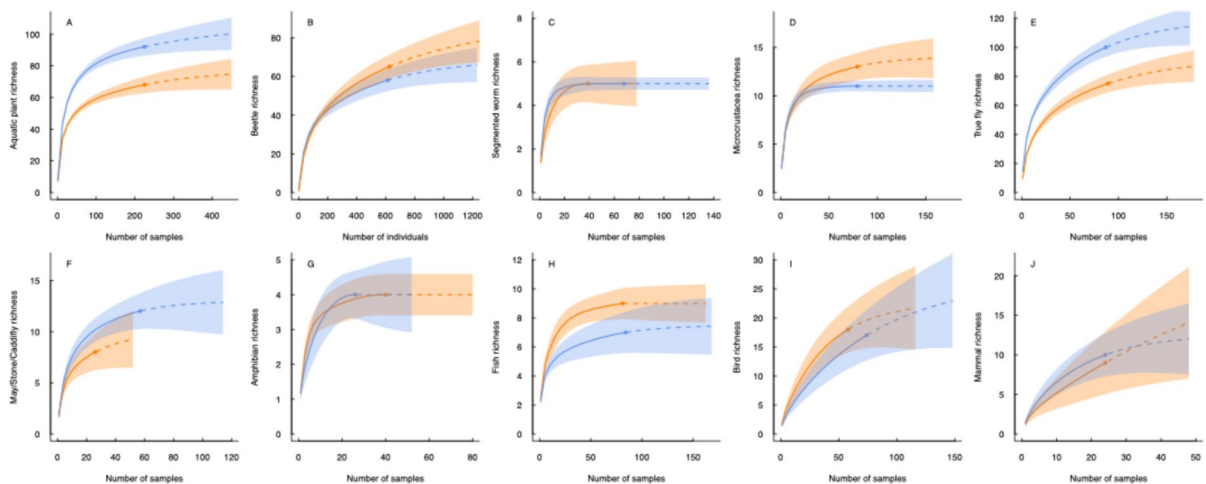 A
Aquatic plant richness
100
80
60
40
20
0
0 100 200 300 400
Number of samples
B
Beetle richness
80
60
40
20
0
0 200 400 600 800 1000 1200
Number of individuals
C
Segmented worm richness
8
6
4
2
0
0 20 40 60 80 100 120 140
Number of samples
D
Microcrustacea richness
15
10
5
0
0 50 100 150
Number of samples
E
True fly richness
120
100
80
60
40
20
0
0 50 100 150
Number of samples
F
May/Stone/Caddifly richness
15
10
5
0
0 20 40 60 80 100 120
Number of samples
G
Amphibian richness
5
4
3
2
1
0
0 20 40 60 80
Number of samples
H
Fish richness
12
10
8
6
4
2
0
0 50 100 150
Number of samples
I
Bird richness
30
25
20
15
10
5
0
0 50 100 150
Number of samples
J
Mammal richness
20
15
10
5
0
0 10 20 30 40 50
Number of samples